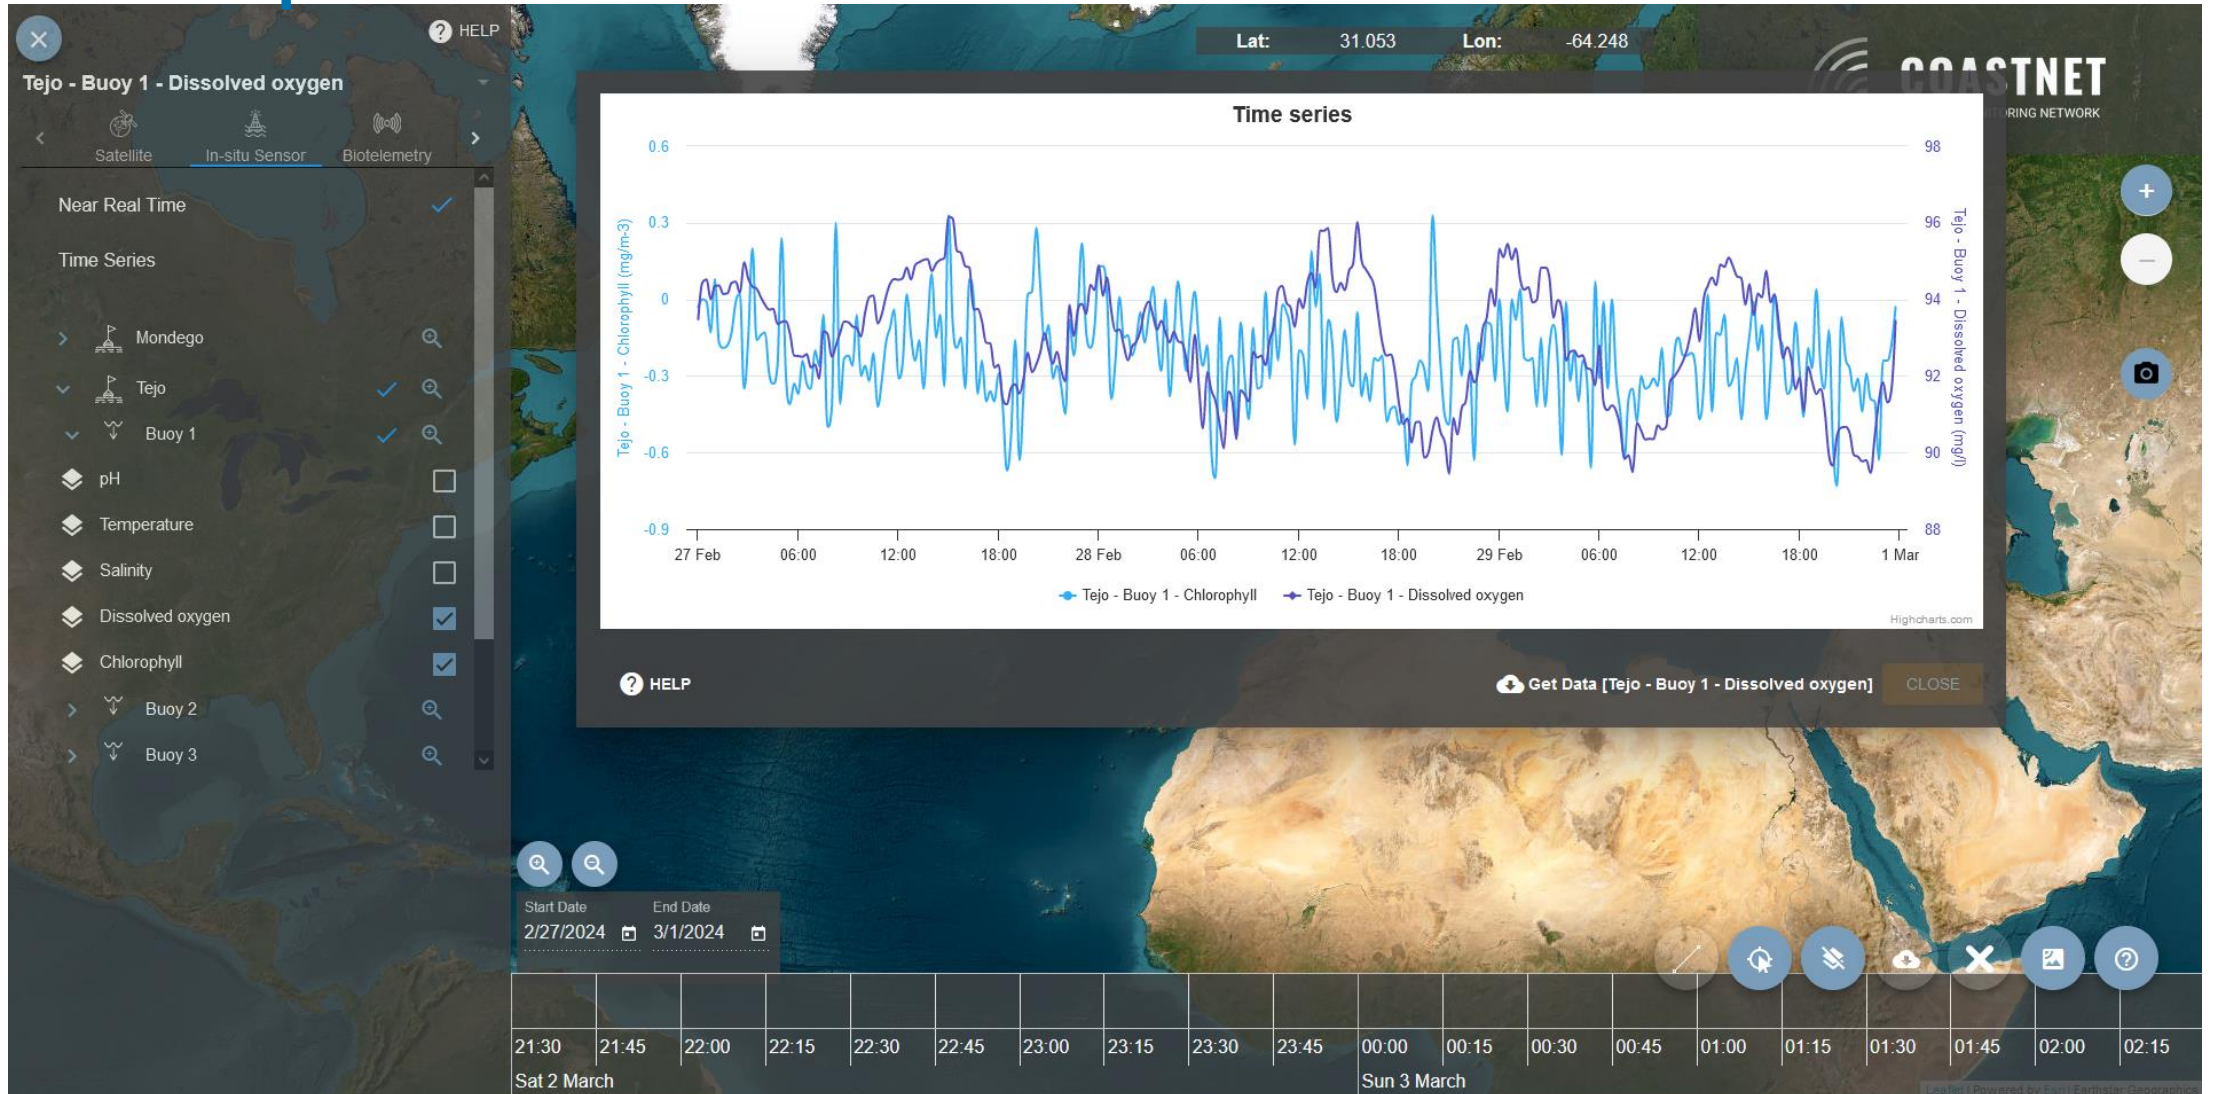 HELP
Tejo - Buoy 1 - Dissolved oxygen
Satellite
In-situ Sensor
Biotelemetry
Near Real Time
Time Series
Mondego
Tejo
Buoy 1
pH
Temperature
Salinity
Dissolved oxygen
Chlorophyll
Buoy 2
Buoy 3
Lat: 31.053 Lon: -64.248
COASTNET
ORING NETWORK
Time series
0.6
0.3
0
-0.3
-0.6
-0.9
Tejo - Buoy 1 - Chlorophyll (mg/m-3)
98
96
94
92
90
88
Tejo - Buoy 1 - Dissolved oxygen (mg/l)
27 Feb 06:00 12:00 18:00 28 Feb 06:00 12:00 18:00 29 Feb 06:00 12:00 18:00 1 Mar
Tejo - Buoy 1 - Chlorophyll Tejo - Buoy 1 - Dissolved oxygen
Highcharts.com
HELP
Get Data [Tejo - Buoy 1 - Dissolved oxygen]
CLOSE
Start Date End Date
2/27/2024 3/1/2024
21:30 21:45 22:00 22:15 22:30 22:45 23:00 23:15 23:30 23:45 00:00 00:15 00:30 00:45 01:00 01:15 01:30 01:45 02:00 02:15
Sat 2 March Sun 3 March
Leaflet | Powered by Esri | Earthstar Geographics